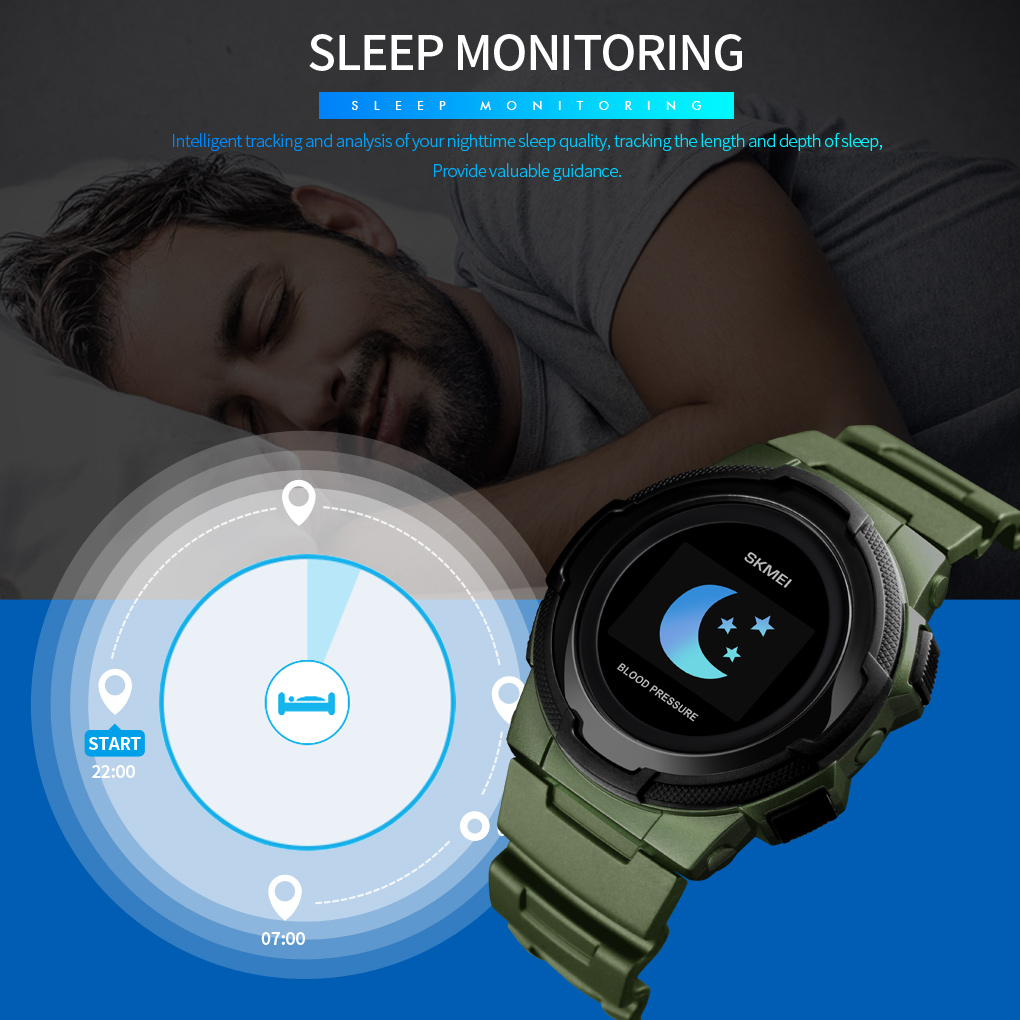 SLEEP MONITORING
SLEEP MONITORING
Intelligent tracking and analysis of your nighttime sleep quality, tracking the length and depth of sleep,
Provide valuable guidance.
SKMEI
BLOOD PRESSURE
START
22:00
07:00